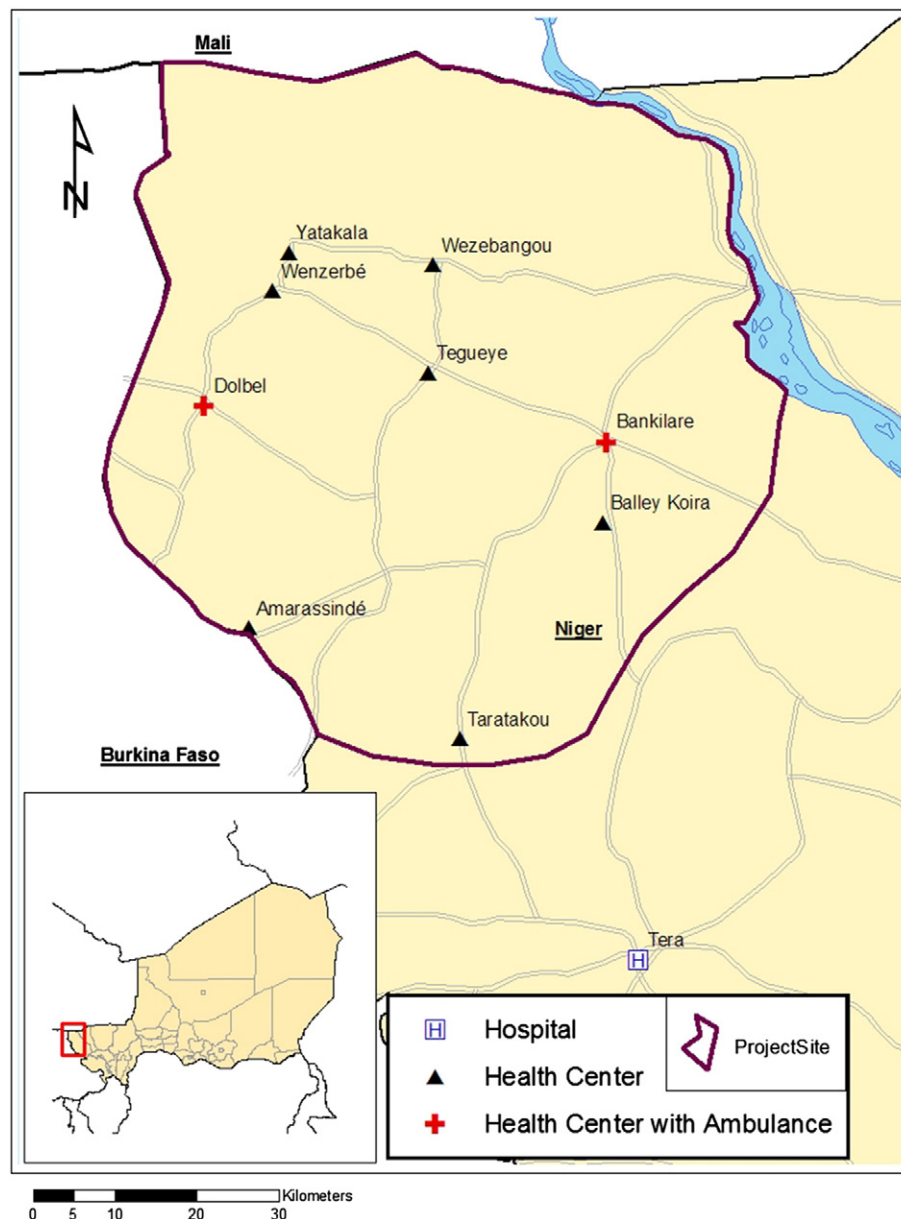 Mali
N
Yatakala
Wezebangou
Wenzerbé
Tegueye
Dolbel
Bankilare
Balley Koira
Amarassindé
Niger
Taratakou
Burkina Faso
Tera
H
H Hospital
ProjectSite
Health Center
Health Center with Ambulance
Kilometers
0 5 10 20 30